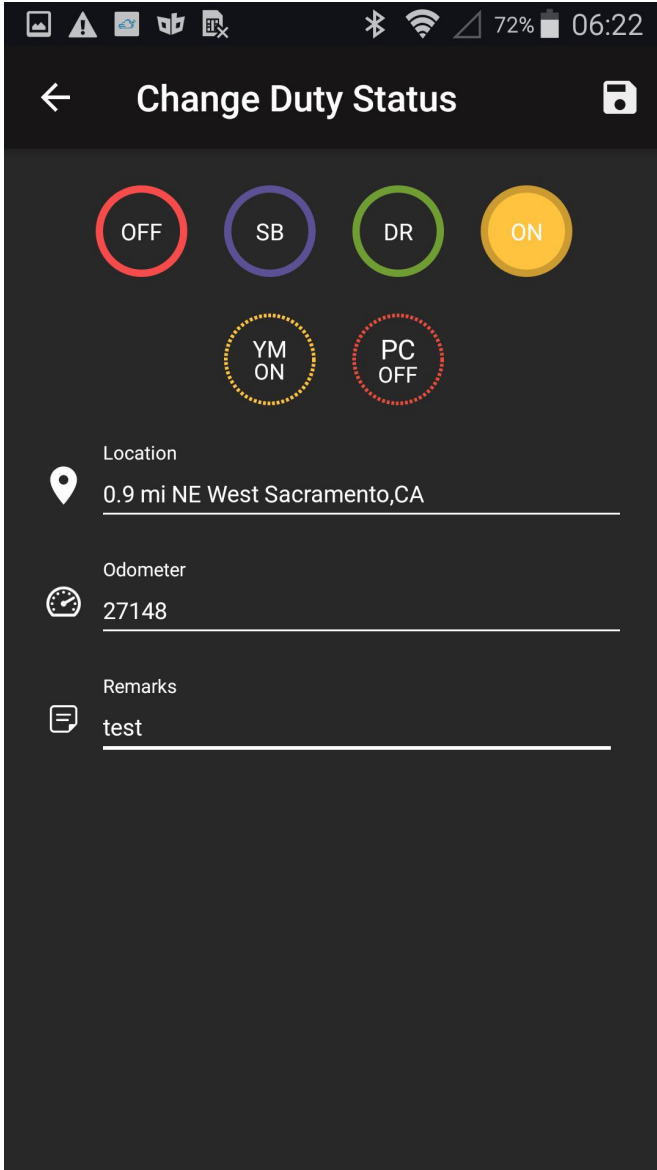 72% 06:22
Change Duty Status
OFF SB DR ON
YM PC
ON OFF
Location
0.9 mi NE West Sacramento,CA
Odometer
27148
Remarks
test